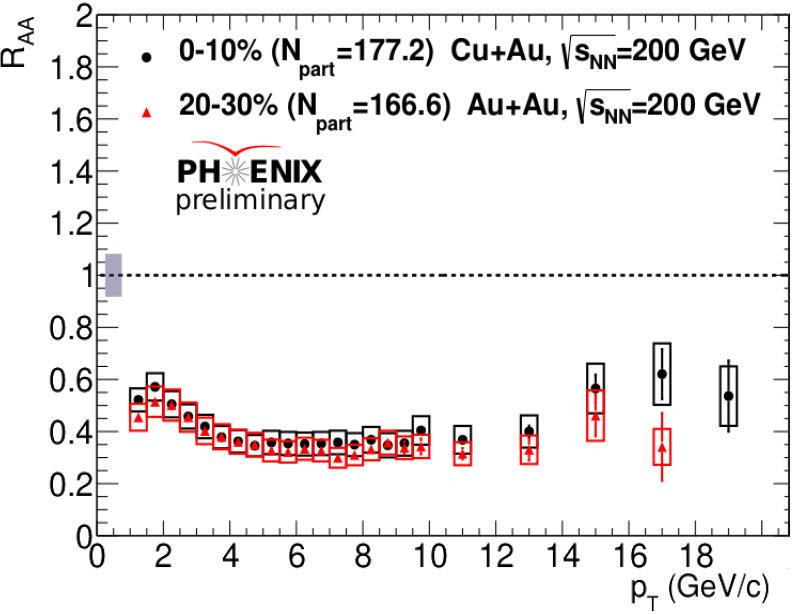 R_AA
0-10% (N_part=177.2) Cu+Au, √s_NN=200 GeV
20-30% (N_part=166.6) Au+Au, √s_NN=200 GeV
PHENIX
preliminary
2
1.8
1.6
1.4
1.2
1
0.8
0.6
0.4
0.2
0
0 2 4 6 8 10 12 14 16 18
p_T (GeV/c)